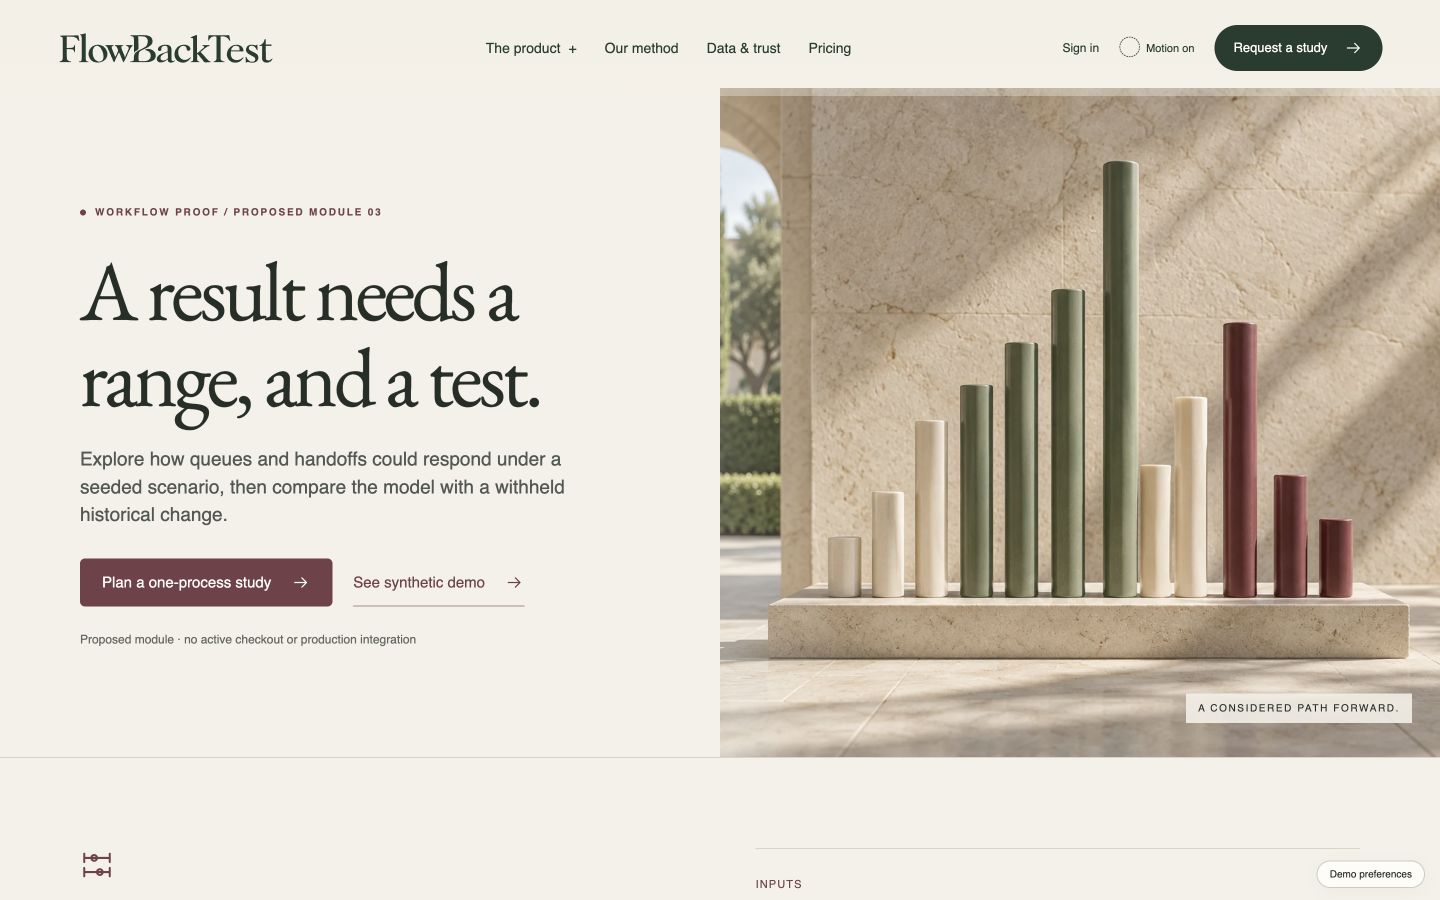 FlowBackTest
The product +
Our method
Data & trust
Pricing
Sign in
Motion on
Request a study →
WORKFLOW PROOF / PROPOSED MODULE 03
A result needs a
range, and a test.
Explore how queues and handoffs could respond under a
seeded scenario, then compare the model with a withheld
historical change.
Plan a one-process study →
See synthetic demo →
Proposed module · no active checkout or production integration
A CONSIDERED PATH FORWARD.
INPUTS
Demo preferences